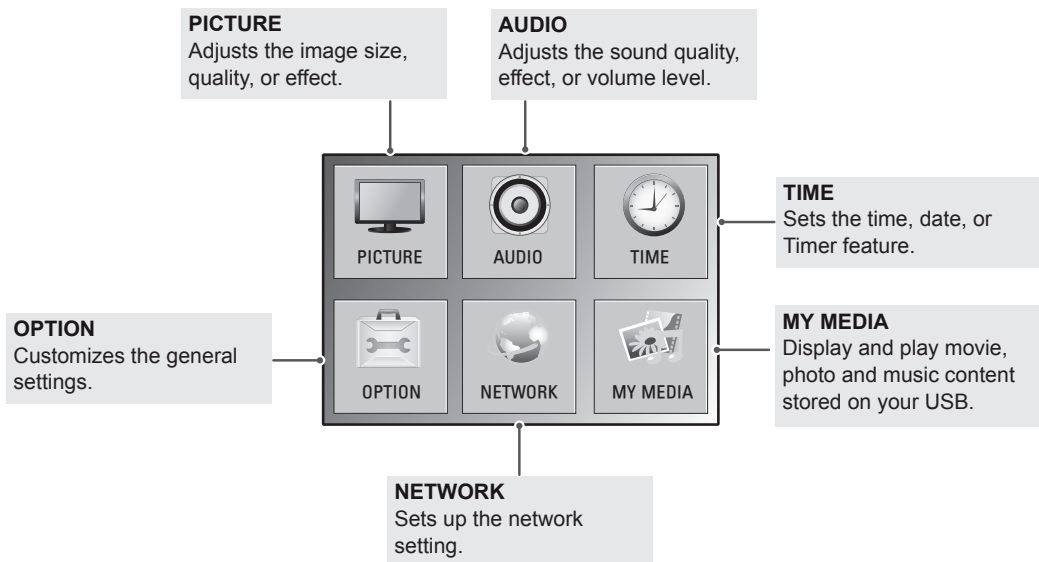 PICTURE
Adjusts the image size,
quality, or effect.
AUDIO
Adjusts the sound quality,
effect, or volume level.
PICTURE
AUDIO
TIME
TIME
Sets the time, date, or
Timer feature.
OPTION
Customizes the general
settings.
OPTION
NETWORK
MY MEDIA
MY MEDIA
Display and play movie,
photo and music content
stored on your USB.
NETWORK
Sets up the network
setting.